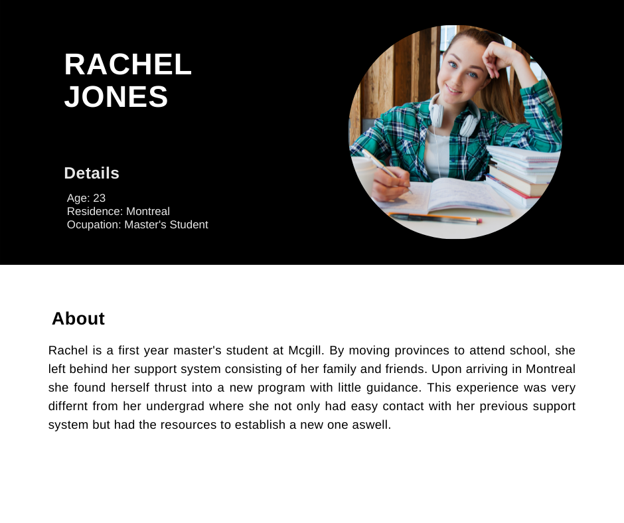 RACHEL
JONES
Details
Age: 23
Residence: Montreal
Ocupation: Master's Student
About
Rachel is a first year master's student at Mcgill. By moving provinces to attend school, she
left behind her support system consisting of her family and friends. Upon arriving in Montreal
she found herself thrust into a new program with little guidance. This experience was very
differnt from her undergrad where she not only had easy contact with her previous support
system but had the resources to establish a new one aswell.